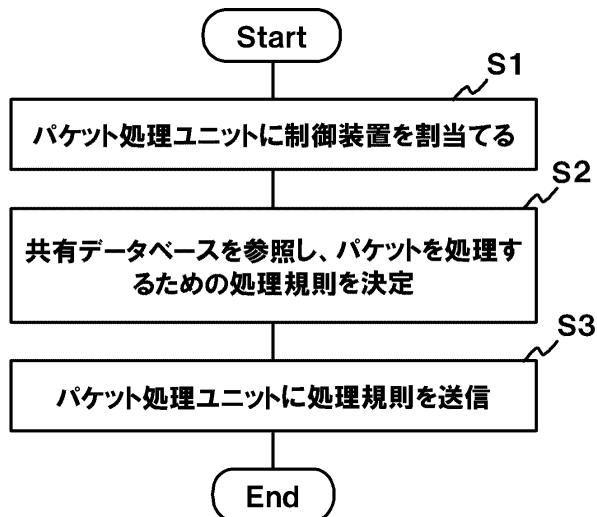 Start
S1
パケット処理ユニットに制御装置を割当てる
S2
共有データベースを参照し、パケットを処理す
るための処理規則を決定
S3
パケット処理ユニットに処理規則を送信
End